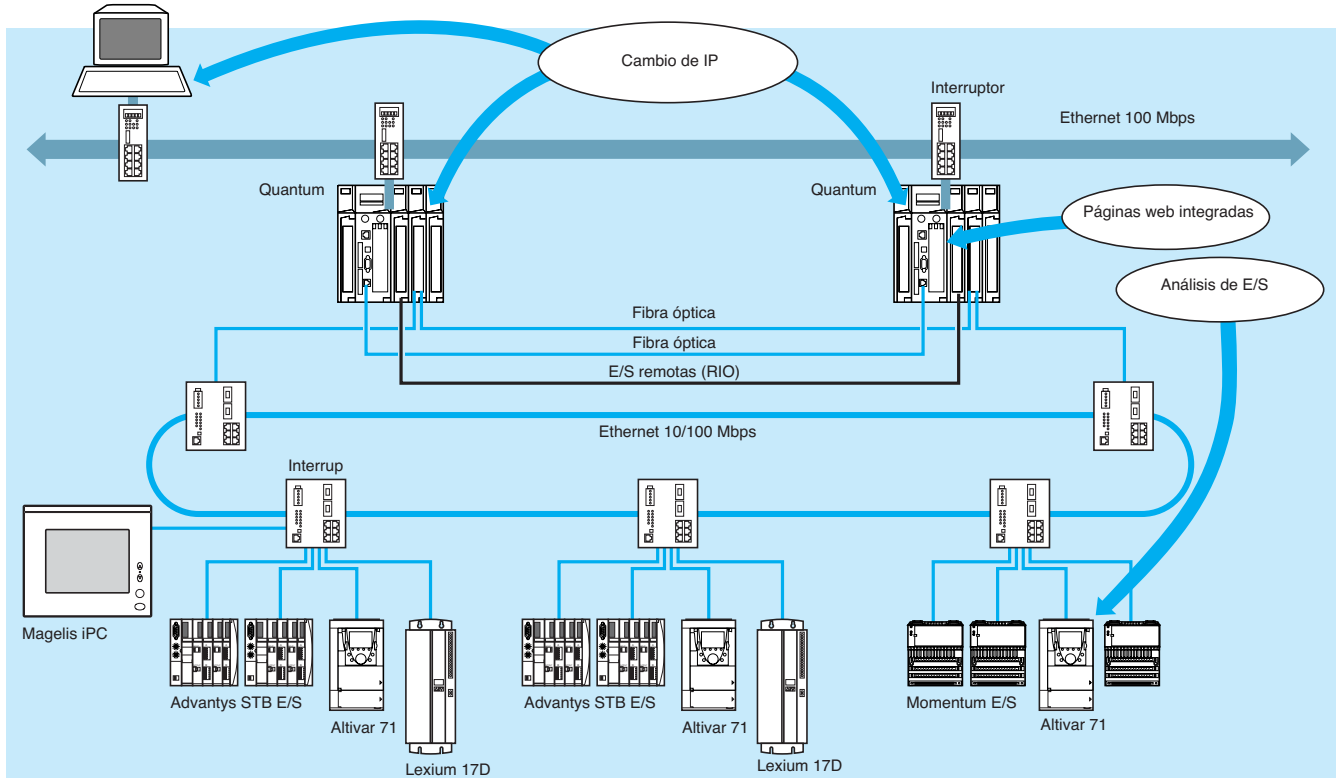 Cambio de IP
Interruptor
Ethernet 100 Mbps
Quantum
Quantum
Páginas web integradas
Análisis de E/S
Fibra óptica
Fibra óptica
E/S remotas (RIO)
Ethernet 10/100 Mbps
Interrup
Magelis iPC
Advantys STB E/S
Altivar 71
Lexium 17D
Advantys STB E/S
Altivar 71
Lexium 17D
Momentum E/S
Altivar 71